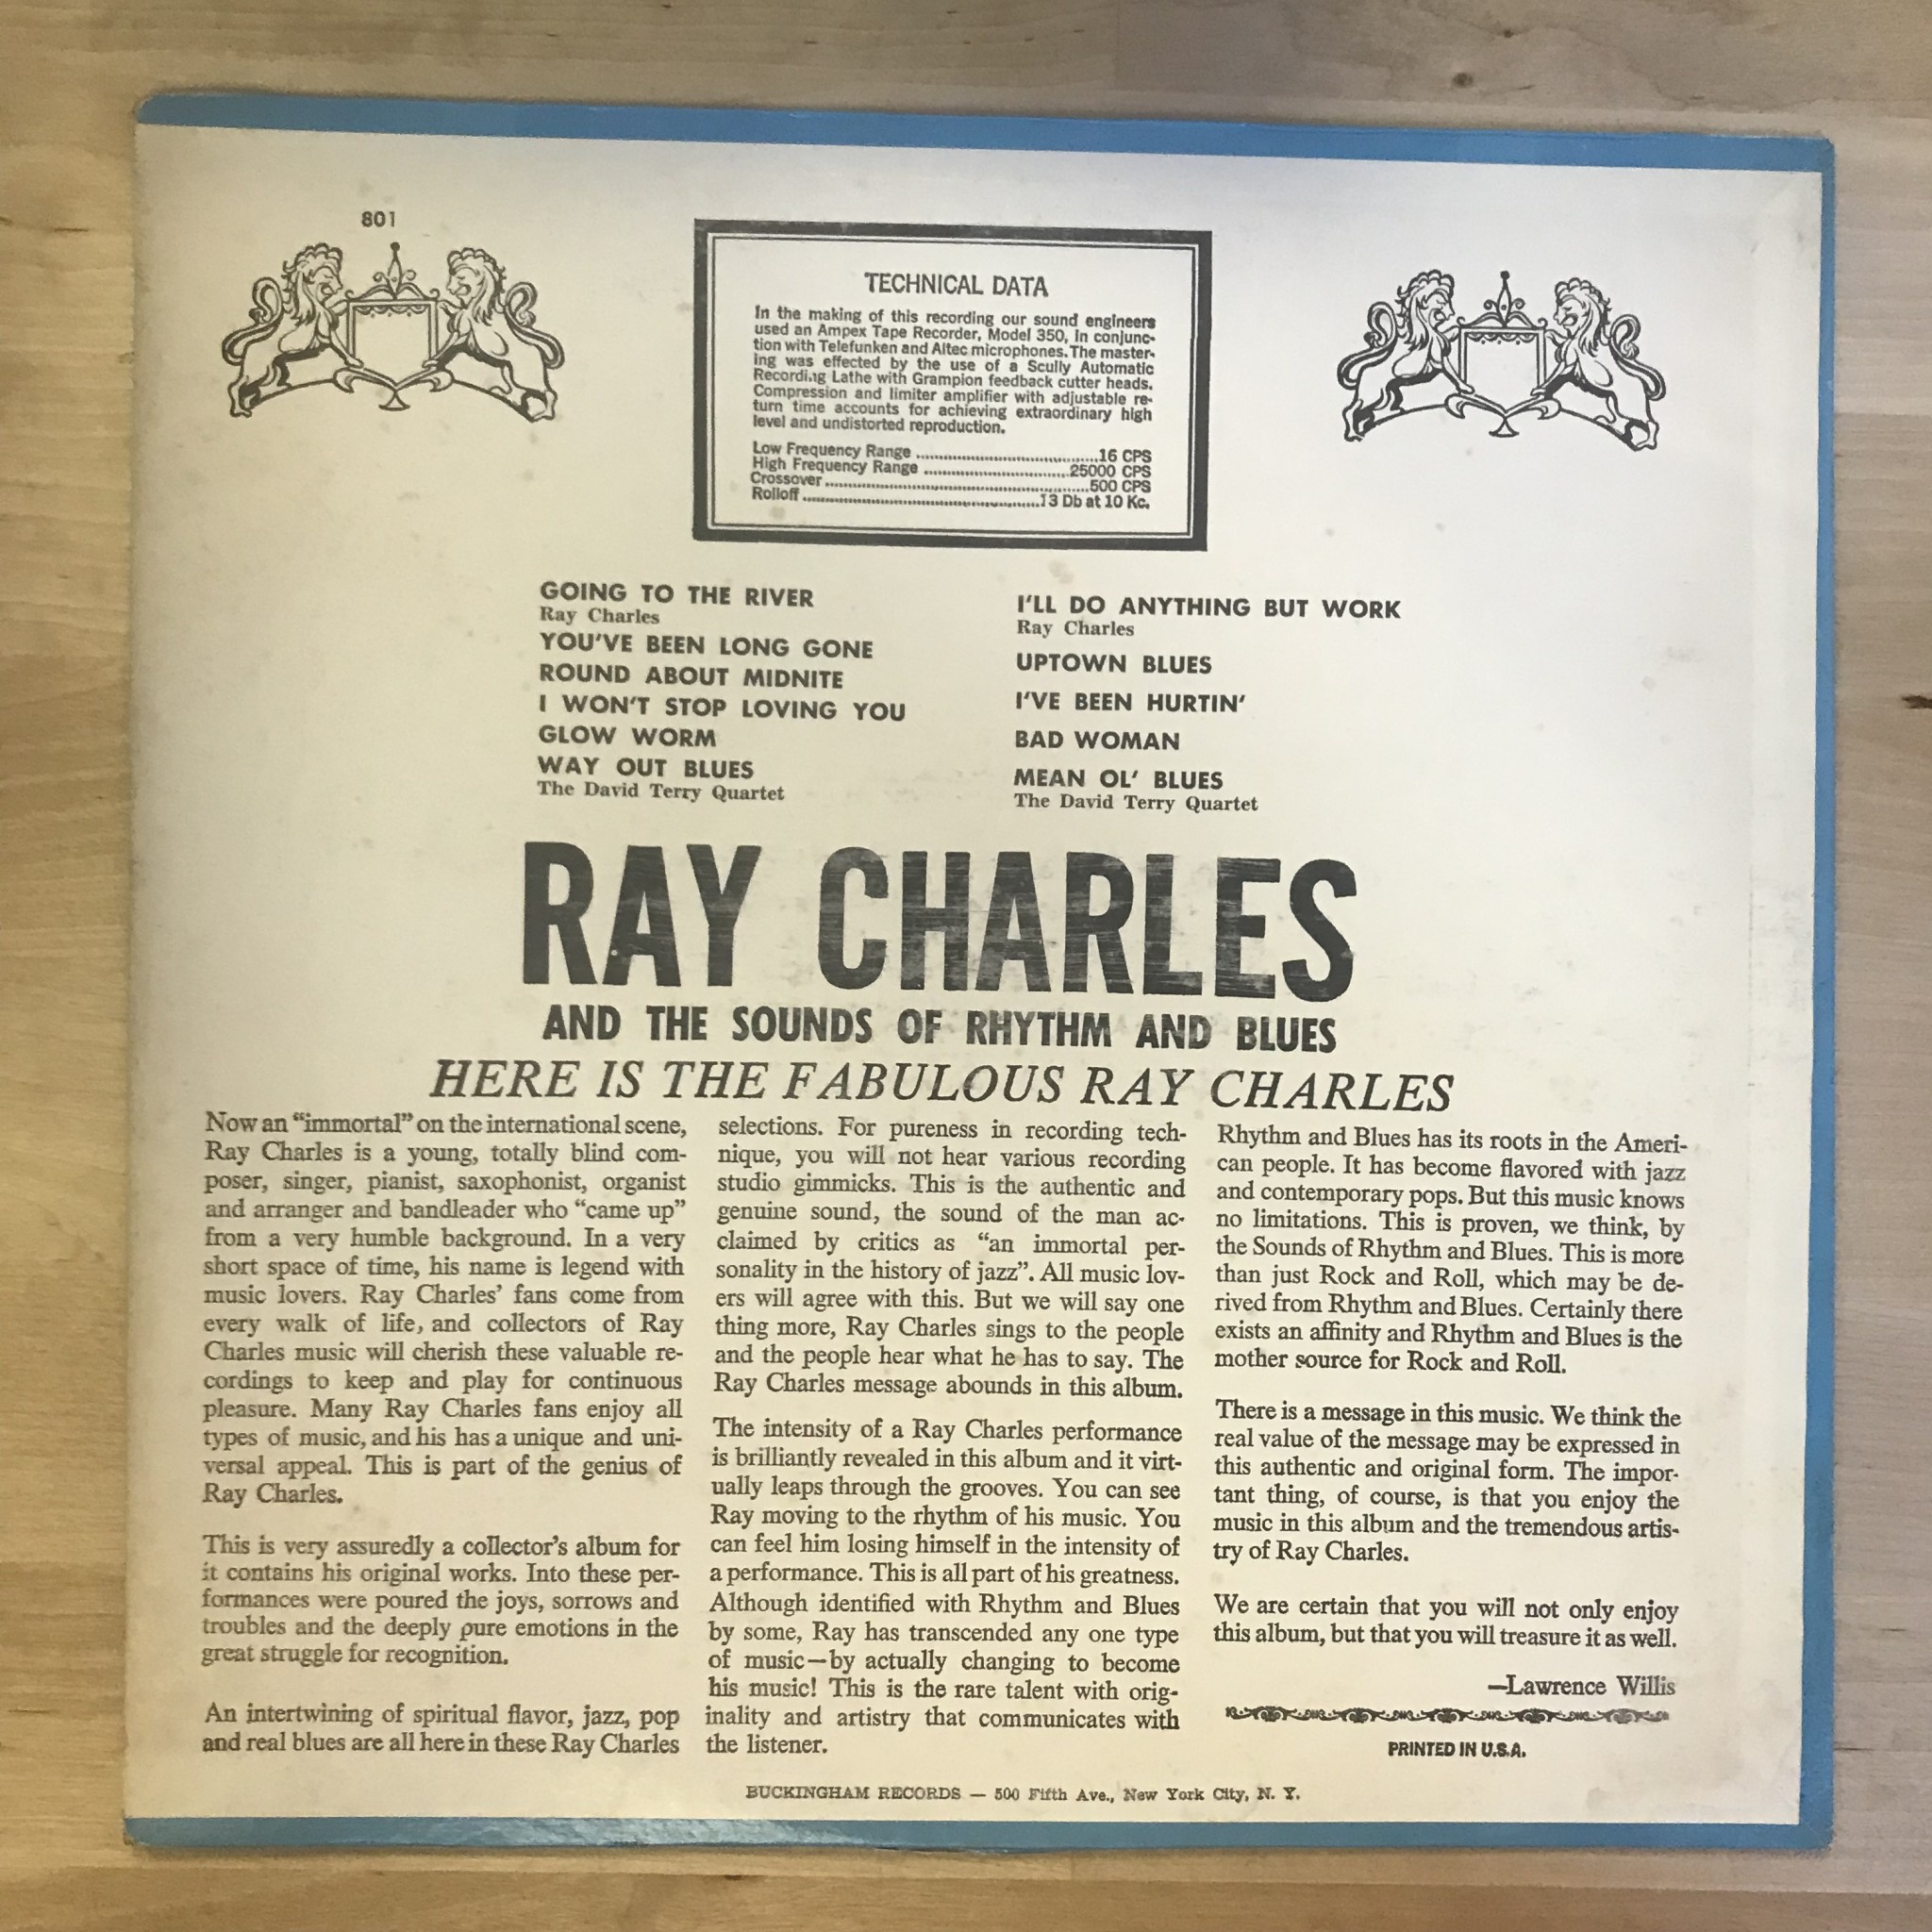 801
TECHNICAL DATA
In the making of this recording our sound engineers
used an Ampex Tape Recorder, Model 350, in conjunc-
tion with Telefunken and Altec microphones. The master-
ing was effected by the use of a Scully Automatic
Recording Lathe with Grampion feedback cutter heads.
Compression and limiter amplifier with adjustable re-
turn time accounts for achieving extraordinary high
level and undistorted reproduction.
Low Frequency Range ..........16 CPS
High Frequency Range ..........25000 CPS
Crossover ..........500 CPS
Rolloff ..........13 Db at 10 Kc.
GOING TO THE RIVER
Ray Charles
YOU'VE BEEN LONG GONE
ROUND ABOUT MIDNITE
I WON'T STOP LOVING YOU
GLOW WORM
WAY OUT BLUES
The David Terry Quartet
I'LL DO ANYTHING BUT WORK
Ray Charles
UPTOWN BLUES
I'VE BEEN HURTIN'
BAD WOMAN
MEAN OL' BLUES
The David Terry Quartet
RAY CHARLES
AND THE SOUNDS OF RHYTHM AND BLUES
HERE IS THE FABULOUS RAY CHARLES
Now an “immortal” on the international scene,
Ray Charles is a young, totally blind com-
poser, singer, pianist, saxophonist, organist
and arranger and bandleader who “came up”
from a very humble background. In a very
short space of time, his name is legend with
music lovers. Ray Charles’ fans come from
every walk of life, and collectors of Ray
Charles music will cherish these valuable re-
cordings to keep and play for continuous
pleasure. Many Ray Charles fans enjoy all
types of music, and his has a unique and uni-
versal appeal. This is part of the genius of
Ray Charles.
This is very assuredly a collector’s album for
it contains his original works. Into these per-
formances were poured the joys, sorrows and
troubles and the deeply pure emotions in the
great struggle for recognition.
An intertwining of spiritual flavor, jazz, pop
and real blues are all here in these Ray Charles
selections. For pureness in recording tech-
nique, you will not hear various recording
studio gimmicks. This is the authentic and
genuine sound, the sound of the man ac-
claimed by critics as “an immortal per-
sonality in the history of jazz”. All music lov-
ers will agree with this. But we will say one
thing more, Ray Charles sings to the people
and the people hear what he has to say. The
Ray Charles message abounds in this album.
The intensity of a Ray Charles performance
is brilliantly revealed in this album and it virt-
ually leaps through the grooves. You can see
Ray moving to the rhythm of his music. You
can feel him losing himself in the intensity of
a performance. This is all part of his greatness.
Although identified with Rhythm and Blues
by some, Ray has transcended any one type
of music—by actually changing to become
his music! This is the rare talent with orig-
inality and artistry that communicates with
the listener.
Rhythm and Blues has its roots in the Ameri-
can people. It has become flavored with jazz
and contemporary pops. But this music knows
no limitations. This is proven, we think, by
the Sounds of Rhythm and Blues. This is more
than just Rock and Roll, which may be de-
rived from Rhythm and Blues. Certainly there
exists an affinity and Rhythm and Blues is the
mother source for Rock and Roll.
There is a message in this music. We think the
real value of the message may be expressed in
this authentic and original form. The impor-
tant thing, of course, is that you enjoy the
music in this album and the tremendous artis-
try of Ray Charles.
We are certain that you will not only enjoy
this album, but that you will treasure it as well.
—Lawrence Willis
PRINTED IN U.S.A.
BUCKINGHAM RECORDS — 500 Fifth Ave., New York City, N. Y.